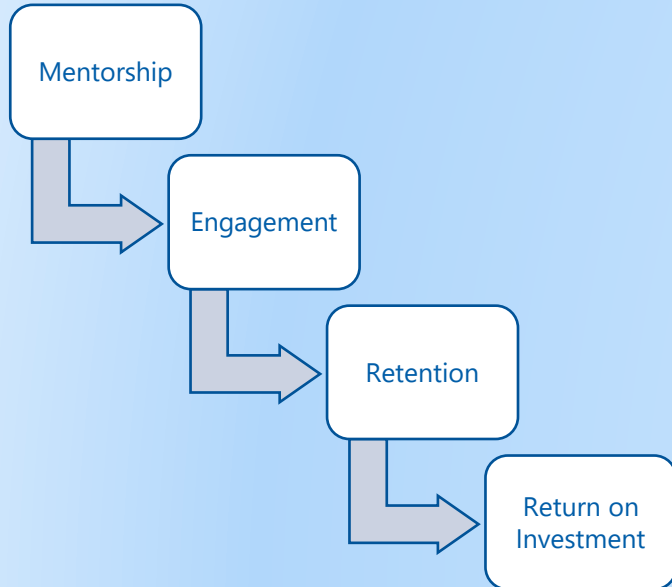 Mentorship
Engagement
Retention
Return on
Investment